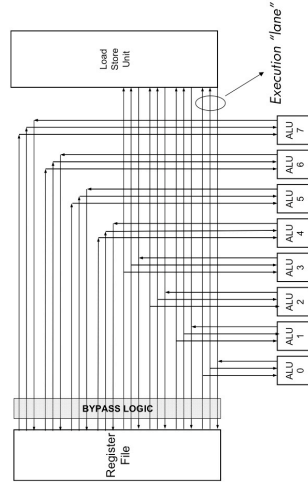 Load
Store
Unit
Execution "lane"
ALU
7
ALU
6
ALU
5
ALU
4
ALU
3
ALU
2
ALU
1
ALU
0
BYPASS LOGIC
Register
File